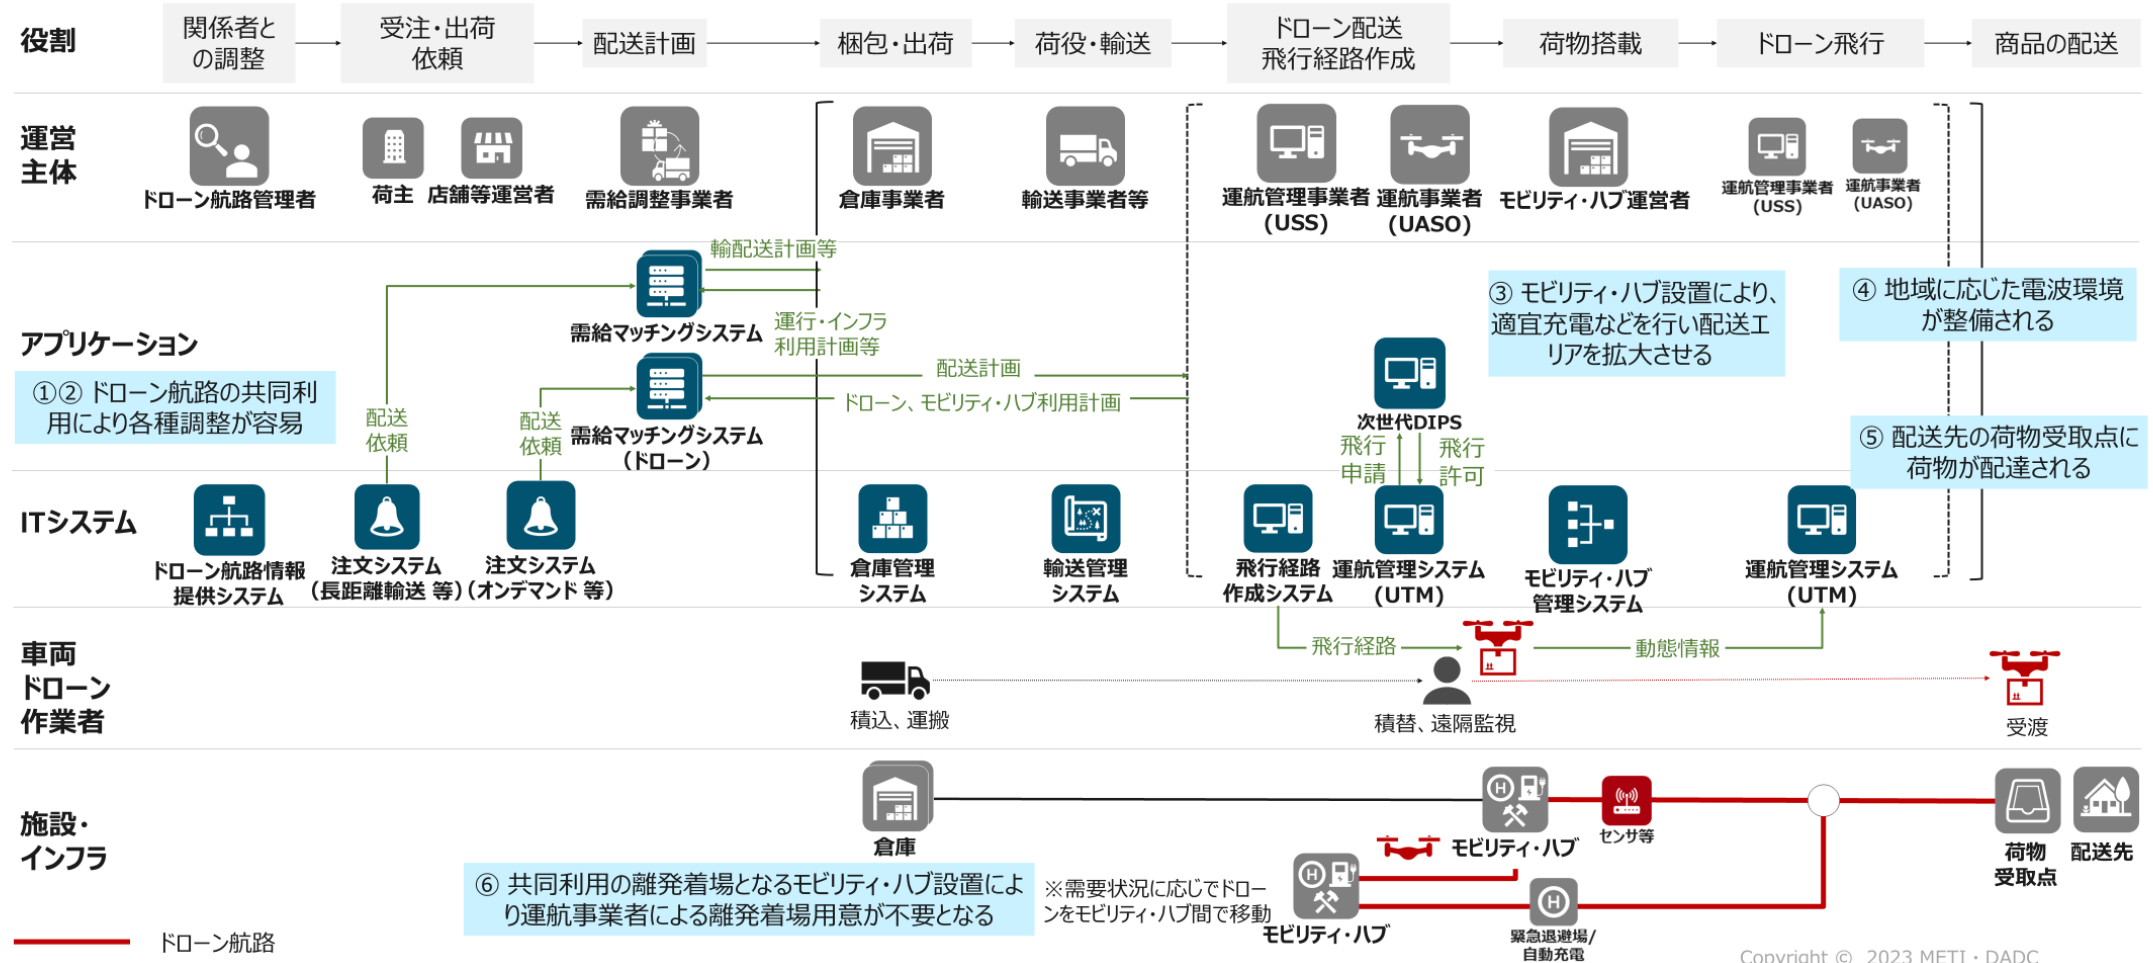 役割
関係者と
の調整
受注・出荷
依頼
配送計画
梱包・出荷
荷役・輸送
ドローン配送
飛行経路作成
荷物搭載
ドローン飛行
商品の配送
運営
主体
ドローン航路管理者
荷主
店舗等運営者
需給調整事業者
倉庫事業者
輸送事業者等
運航管理事業者
(USS)
運航事業者
(UASO)
モビリティ・ハブ運営者
運航管理事業者
(USS)
運航事業者
(UASO)
アプリケーション
①② ドローン航路の共同利
用により各種調整が容易
配送
依頼
配送
依頼
輸配送計画等
需給マッチングシステム
運行・インフラ
利用計画等
需給マッチングシステム
(ドローン)
配送計画
ドローン、モビリティ・ハブ利用計画
次世代DIPS
飛行
申請
飛行
許可
③ モビリティ・ハブ設置により、
適宜充電などを行い配送エ
リアを拡大させる
④ 地域に応じた電波環境
が整備される
⑤ 配送先の荷物受取点に
荷物が配達される
ITシステム
ドローン航路情報
提供システム
注文システム
(長距離輸送 等)
注文システム
(オンデマンド 等)
倉庫管理
システム
輸送管理
システム
飛行経路
作成システム
運航管理システム
(UTM)
モビリティ・ハブ
管理システム
運航管理システム
(UTM)
車両
ドローン
作業者
飛行経路
動態情報
積込、運搬
積替、遠隔監視
受渡
施設・
インフラ
倉庫
モビリティ・ハブ
センサ等
荷物
受取点
配送先
⑥ 共同利用の離発着場となるモビリティ・ハブ設置によ
り運航事業者による離発着場用意が不要となる
※需要状況に応じでドロー
ンをモビリティ・ハブ間で移動
モビリティ・ハブ
緊急退避場/
自動充電
ドローン航路
Copyright © 2023 METI・DADC